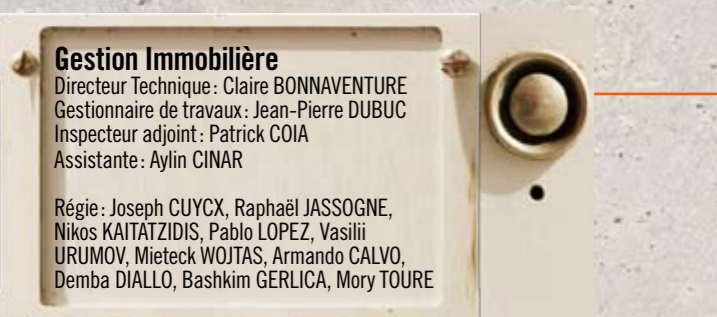 Gestion Immobilière
Directeur Technique : Claire BONNAVENTURE
Gestionnaire de travaux : Jean-Pierre DUBUC
Inspecteur adjoint : Patrick COIA
Assistante : Aylin CINAR
Régie : Joseph CUYCX, Raphaël JASSOGNE,
Nikos KAITATZIDIS, Pablo LOPEZ, Vasilii
URUMOV, Mieteck WOJTAS, Armando CALVO,
Demba DIALLO, Bashkim GERLICA, Mory TOURE